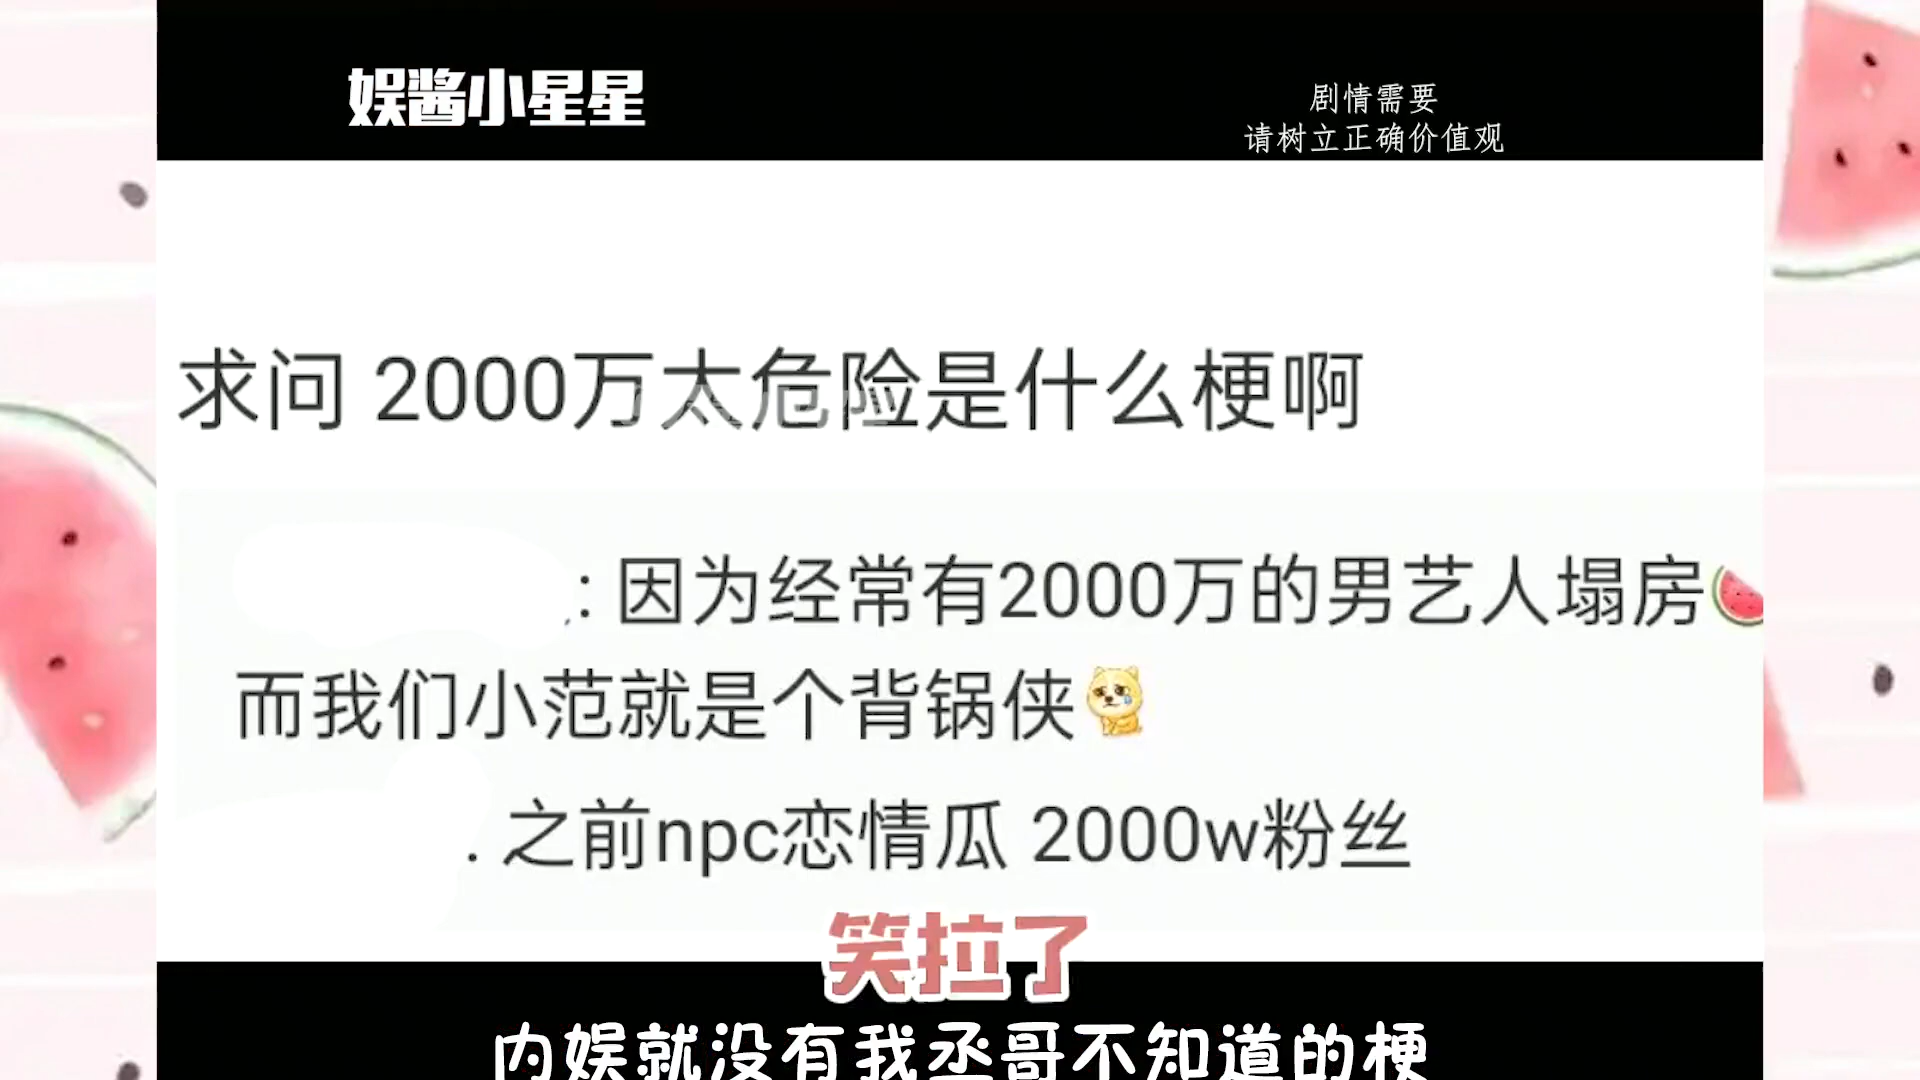 娱酱小星星
剧情需要
请树立正确价值观
求问 2000万太危险是什么梗啊
: 因为经常有2000万的男艺人塌房🍉
而我们小范就是个背锅侠
. 之前npc恋情瓜 2000w粉丝
笑拉了
内娱就没有我丞哥不知道的梗